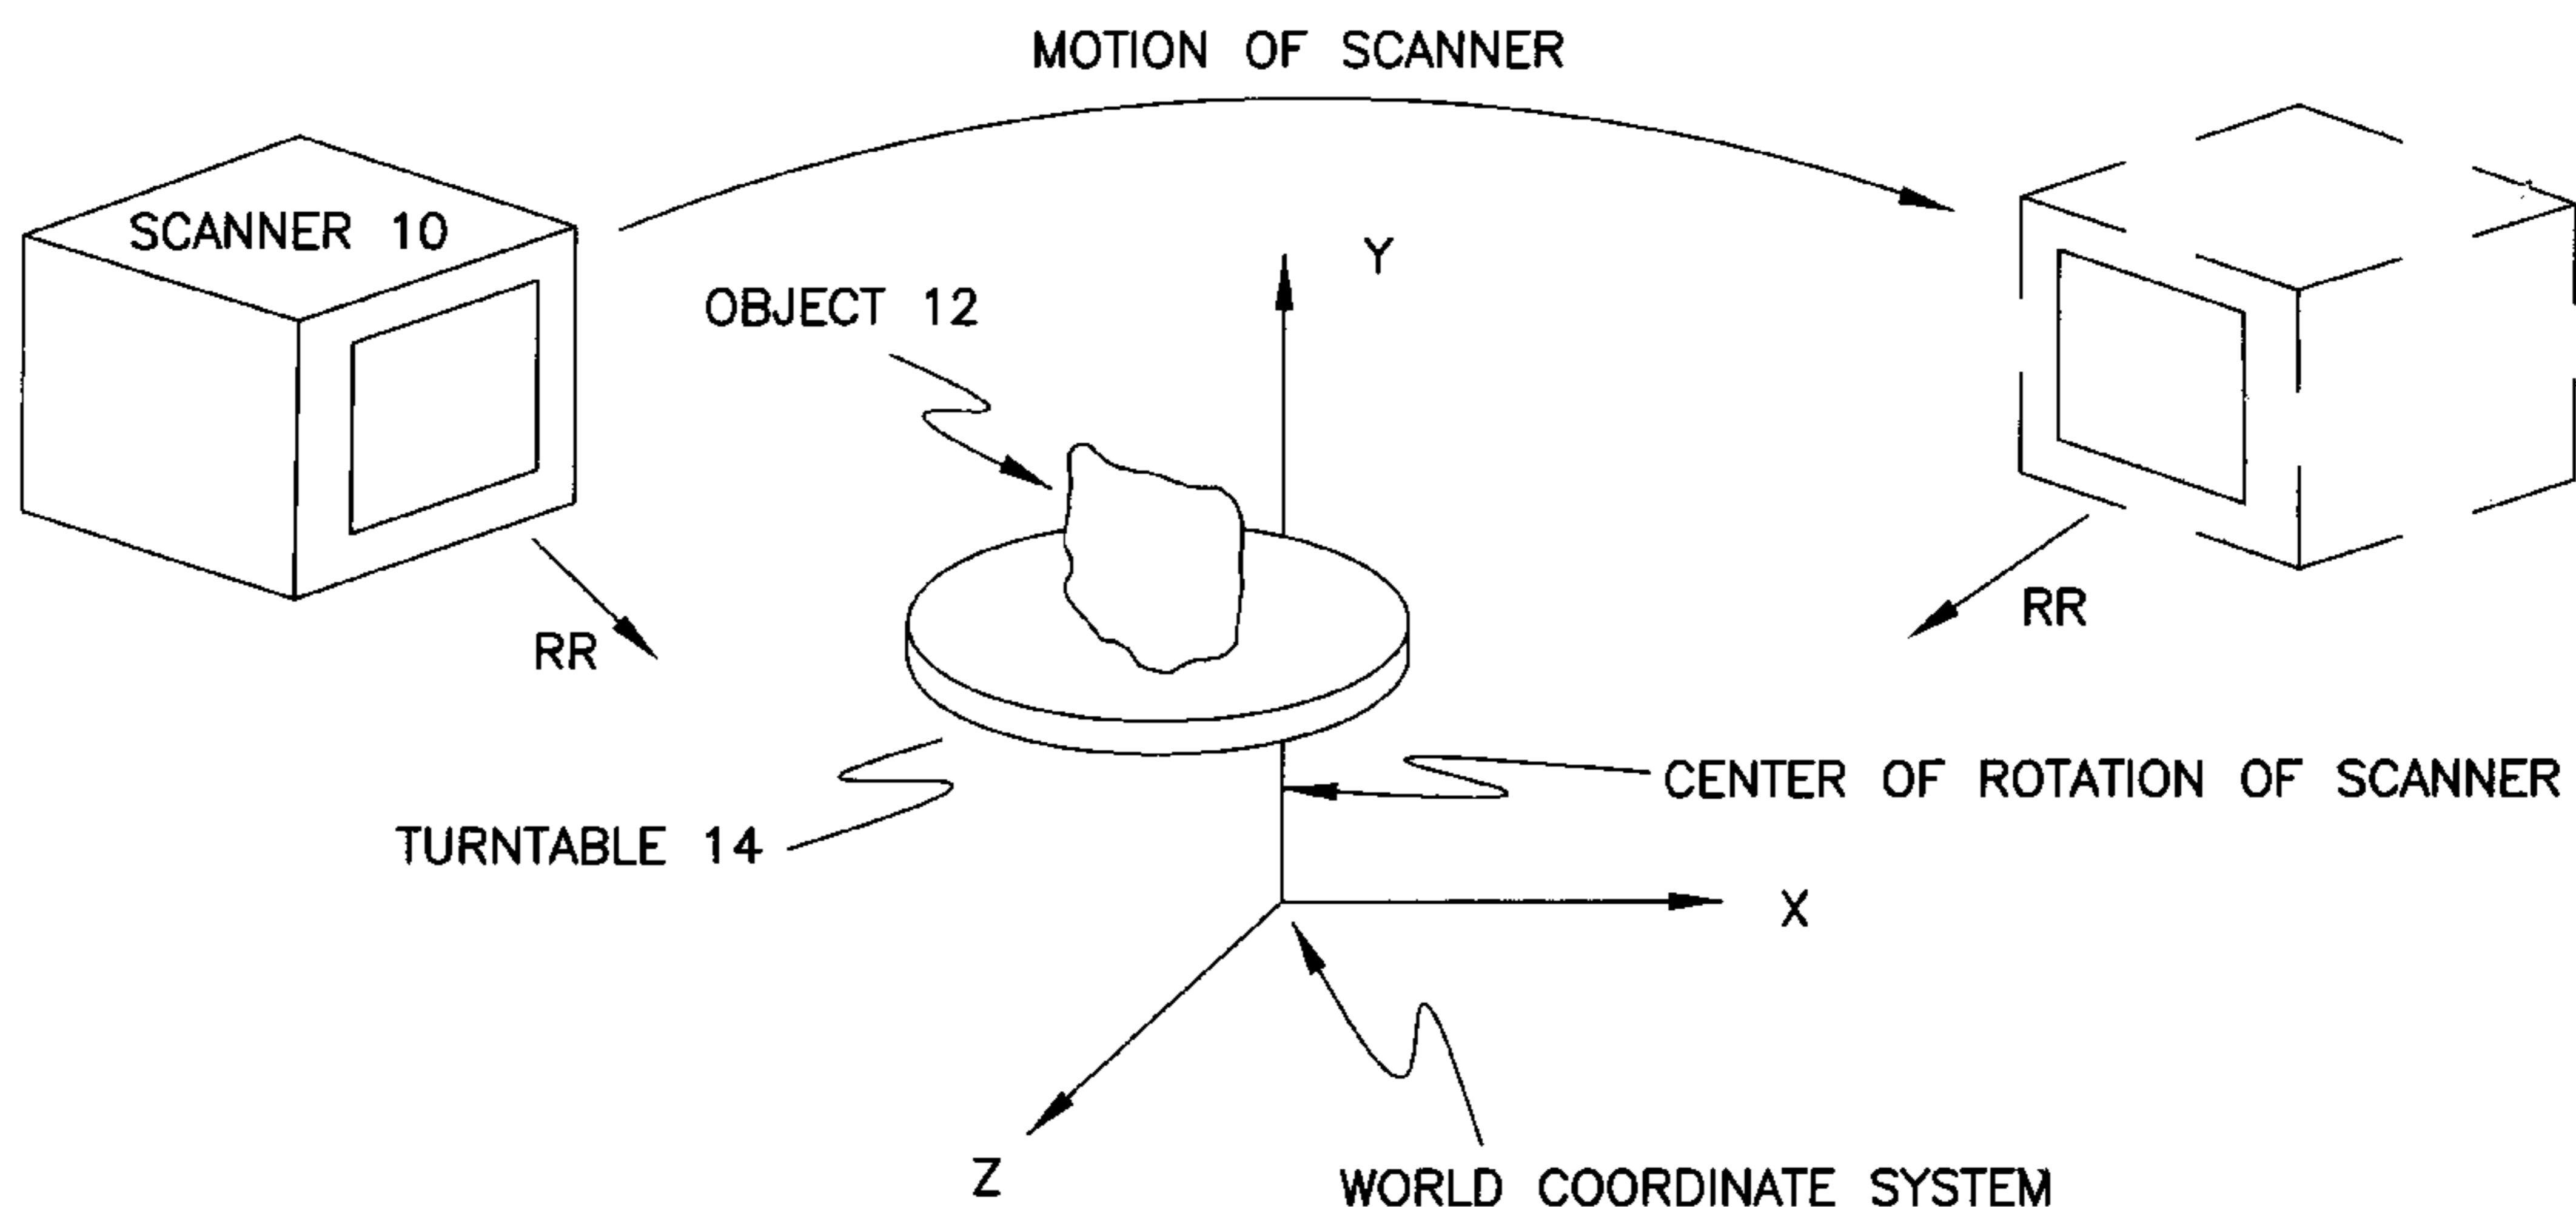 MOTION OF SCANNER
SCANNER 10
Y
OBJECT 12
RR
RR
CENTER OF ROTATION OF SCANNER
TURNTABLE 14
X
Z
WORLD COORDINATE SYSTEM